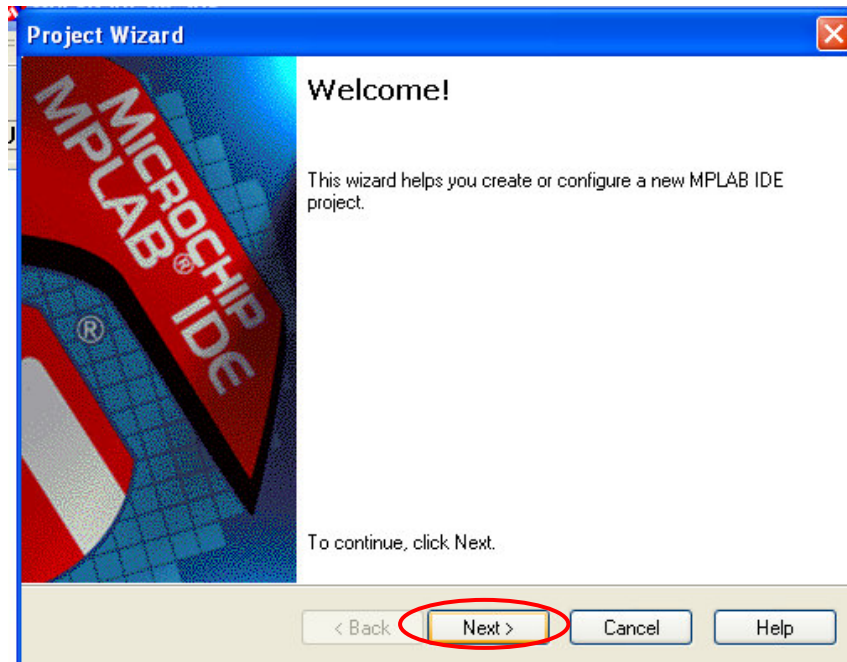 Project Wizard
MICROCHIP
MPLAB® IDE
®
Welcome!
This wizard helps you create or configure a new MPLAB IDE
project.
To continue, click Next.
< Back
Next >
Cancel
Help